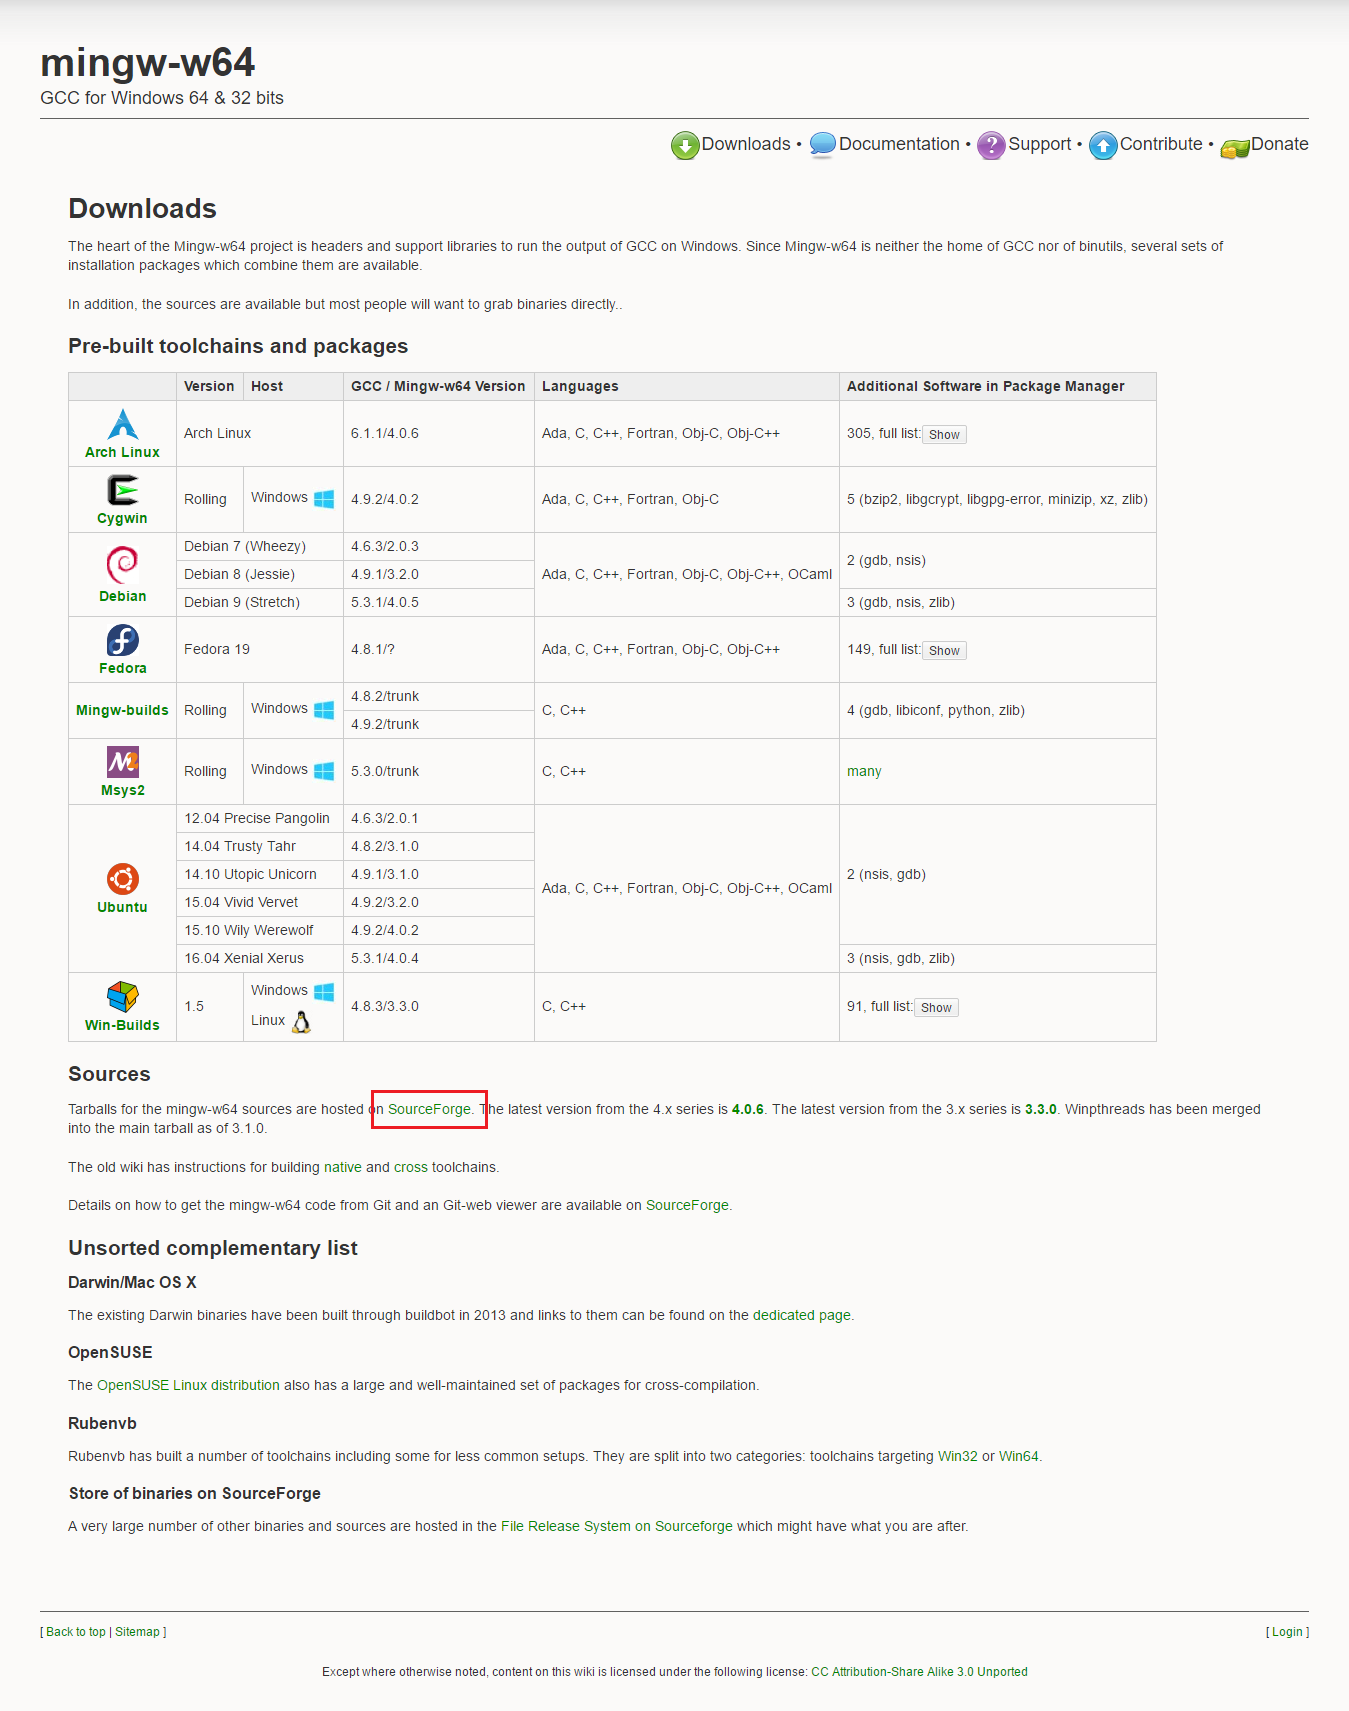 mingw-w64
GCC for Windows 64 & 32 bits
Downloads • Documentation • Support • Contribute • Donate
Downloads
The heart of the Mingw-w64 project is headers and support libraries to run the output of GCC on Windows. Since Mingw-w64 is neither the home of GCC nor of binutils, several sets of
installation packages which combine them are available.
In addition, the sources are available but most people will want to grab binaries directly..
Pre-built toolchains and packages
Version Host GCC / Mingw-w64 Version Languages Additional Software in Package Manager
Arch Linux Arch Linux 6.1.1/4.0.6 Ada, C, C++, Fortran, Obj-C, Obj-C++ 305, full list: Show
Cygwin Rolling Windows 4.9.2/4.0.2 Ada, C, C++, Fortran, Obj-C 5 (bzip2, libgcrypt, libgpg-error, minizip, xz, zlib)
Debian Debian 7 (Wheezy) 4.6.3/2.0.3 Ada, C, C++, Fortran, Obj-C, Obj-C++, OCaml 2 (gdb, nsis)
Debian 8 (Jessie) 4.9.1/3.2.0
Debian 9 (Stretch) 5.3.1/4.0.5 3 (gdb, nsis, zlib)
Fedora Fedora 19 4.8.1/? Ada, C, C++, Fortran, Obj-C, Obj-C++ 149, full list: Show
Mingw-builds Rolling Windows 4.8.2/trunk C, C++ 4 (gdb, libiconf, python, zlib)
4.9.2/trunk
M2
Msys2 Rolling Windows 5.3.0/trunk C, C++ many
Ubuntu 12.04 Precise Pangolin 4.6.3/2.0.1 Ada, C, C++, Fortran, Obj-C, Obj-C++, OCaml 2 (nsis, gdb)
14.04 Trusty Tahr 4.8.2/3.1.0
14.10 Utopic Unicorn 4.9.1/3.1.0
15.04 Vivid Vervet 4.9.2/3.2.0
15.10 Wily Werewolf 4.9.2/4.0.2
16.04 Xenial Xerus 5.3.1/4.0.4 3 (nsis, gdb, zlib)
Win-Builds 1.5 Windows Linux 4.8.3/3.3.0 C, C++ 91, full list: Show
Sources
Tarballs for the mingw-w64 sources are hosted on SourceForge. The latest version from the 4.x series is 4.0.6. The latest version from the 3.x series is 3.3.0. Winpthreads has been merged
into the main tarball as of 3.1.0.
The old wiki has instructions for building native and cross toolchains.
Details on how to get the mingw-w64 code from Git and an Git-web viewer are available on SourceForge.
Unsorted complementary list
Darwin/Mac OS X
The existing Darwin binaries have been built through buildbot in 2013 and links to them can be found on the dedicated page.
OpenSUSE
The OpenSUSE Linux distribution also has a large and well-maintained set of packages for cross-compilation.
Rubenvb
Rubenvb has built a number of toolchains including some for less common setups. They are split into two categories: toolchains targeting Win32 or Win64.
Store of binaries on SourceForge
A very large number of other binaries and sources are hosted in the File Release System on Sourceforge which might have what you are after.
[ Back to top | Sitemap ] [ Login ]
Except where otherwise noted, content on this wiki is licensed under the following license: CC Attribution-Share Alike 3.0 Unported